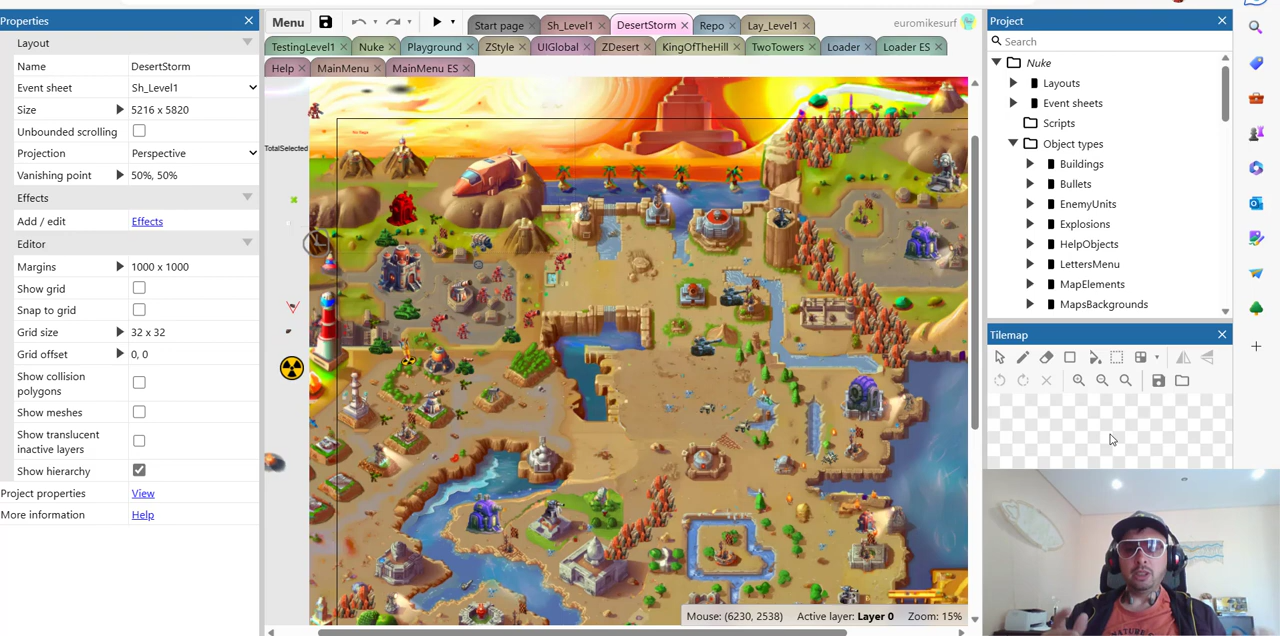 Properties
Layout
Name DesertStorm
Event sheet Sh_Level1
Size 5216 x 5820
Unbounded scrolling
Projection Perspective
Vanishing point 50%, 50%
Effects
Add / edit Effects
Editor
Margins 1000 x 1000
Show grid
Snap to grid
Grid size 32 x 32
Grid offset 0, 0
Show collision
polygons
Show meshes
Show translucent
inactive layers
Show hierarchy
Project properties View
More information Help
Menu
Start page Sh_Level1 DesertStorm Repo Lay_Level1
euromikesurf
TestingLevel1 Nuke Playground ZStyle UIGlobal ZDesert KingOfTheHill TwoTowers Loader Loader ES
Help MainMenu MainMenu ES
TotalSelected
Mouse: (6230, 2538) Active layer: Layer 0 Zoom: 15%
Project
Search
Nuke
Layouts
Event sheets
Scripts
Object types
Buildings
Bullets
EnemyUnits
Explosions
HelpObjects
LettersMenu
MapElements
MapsBackgrounds
Tilemap